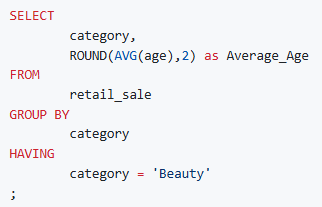 SELECT
category,
ROUND(AVG(age),2) as Average_Age
FROM
retail_sale
GROUP BY
category
HAVING
category = 'Beauty'
;